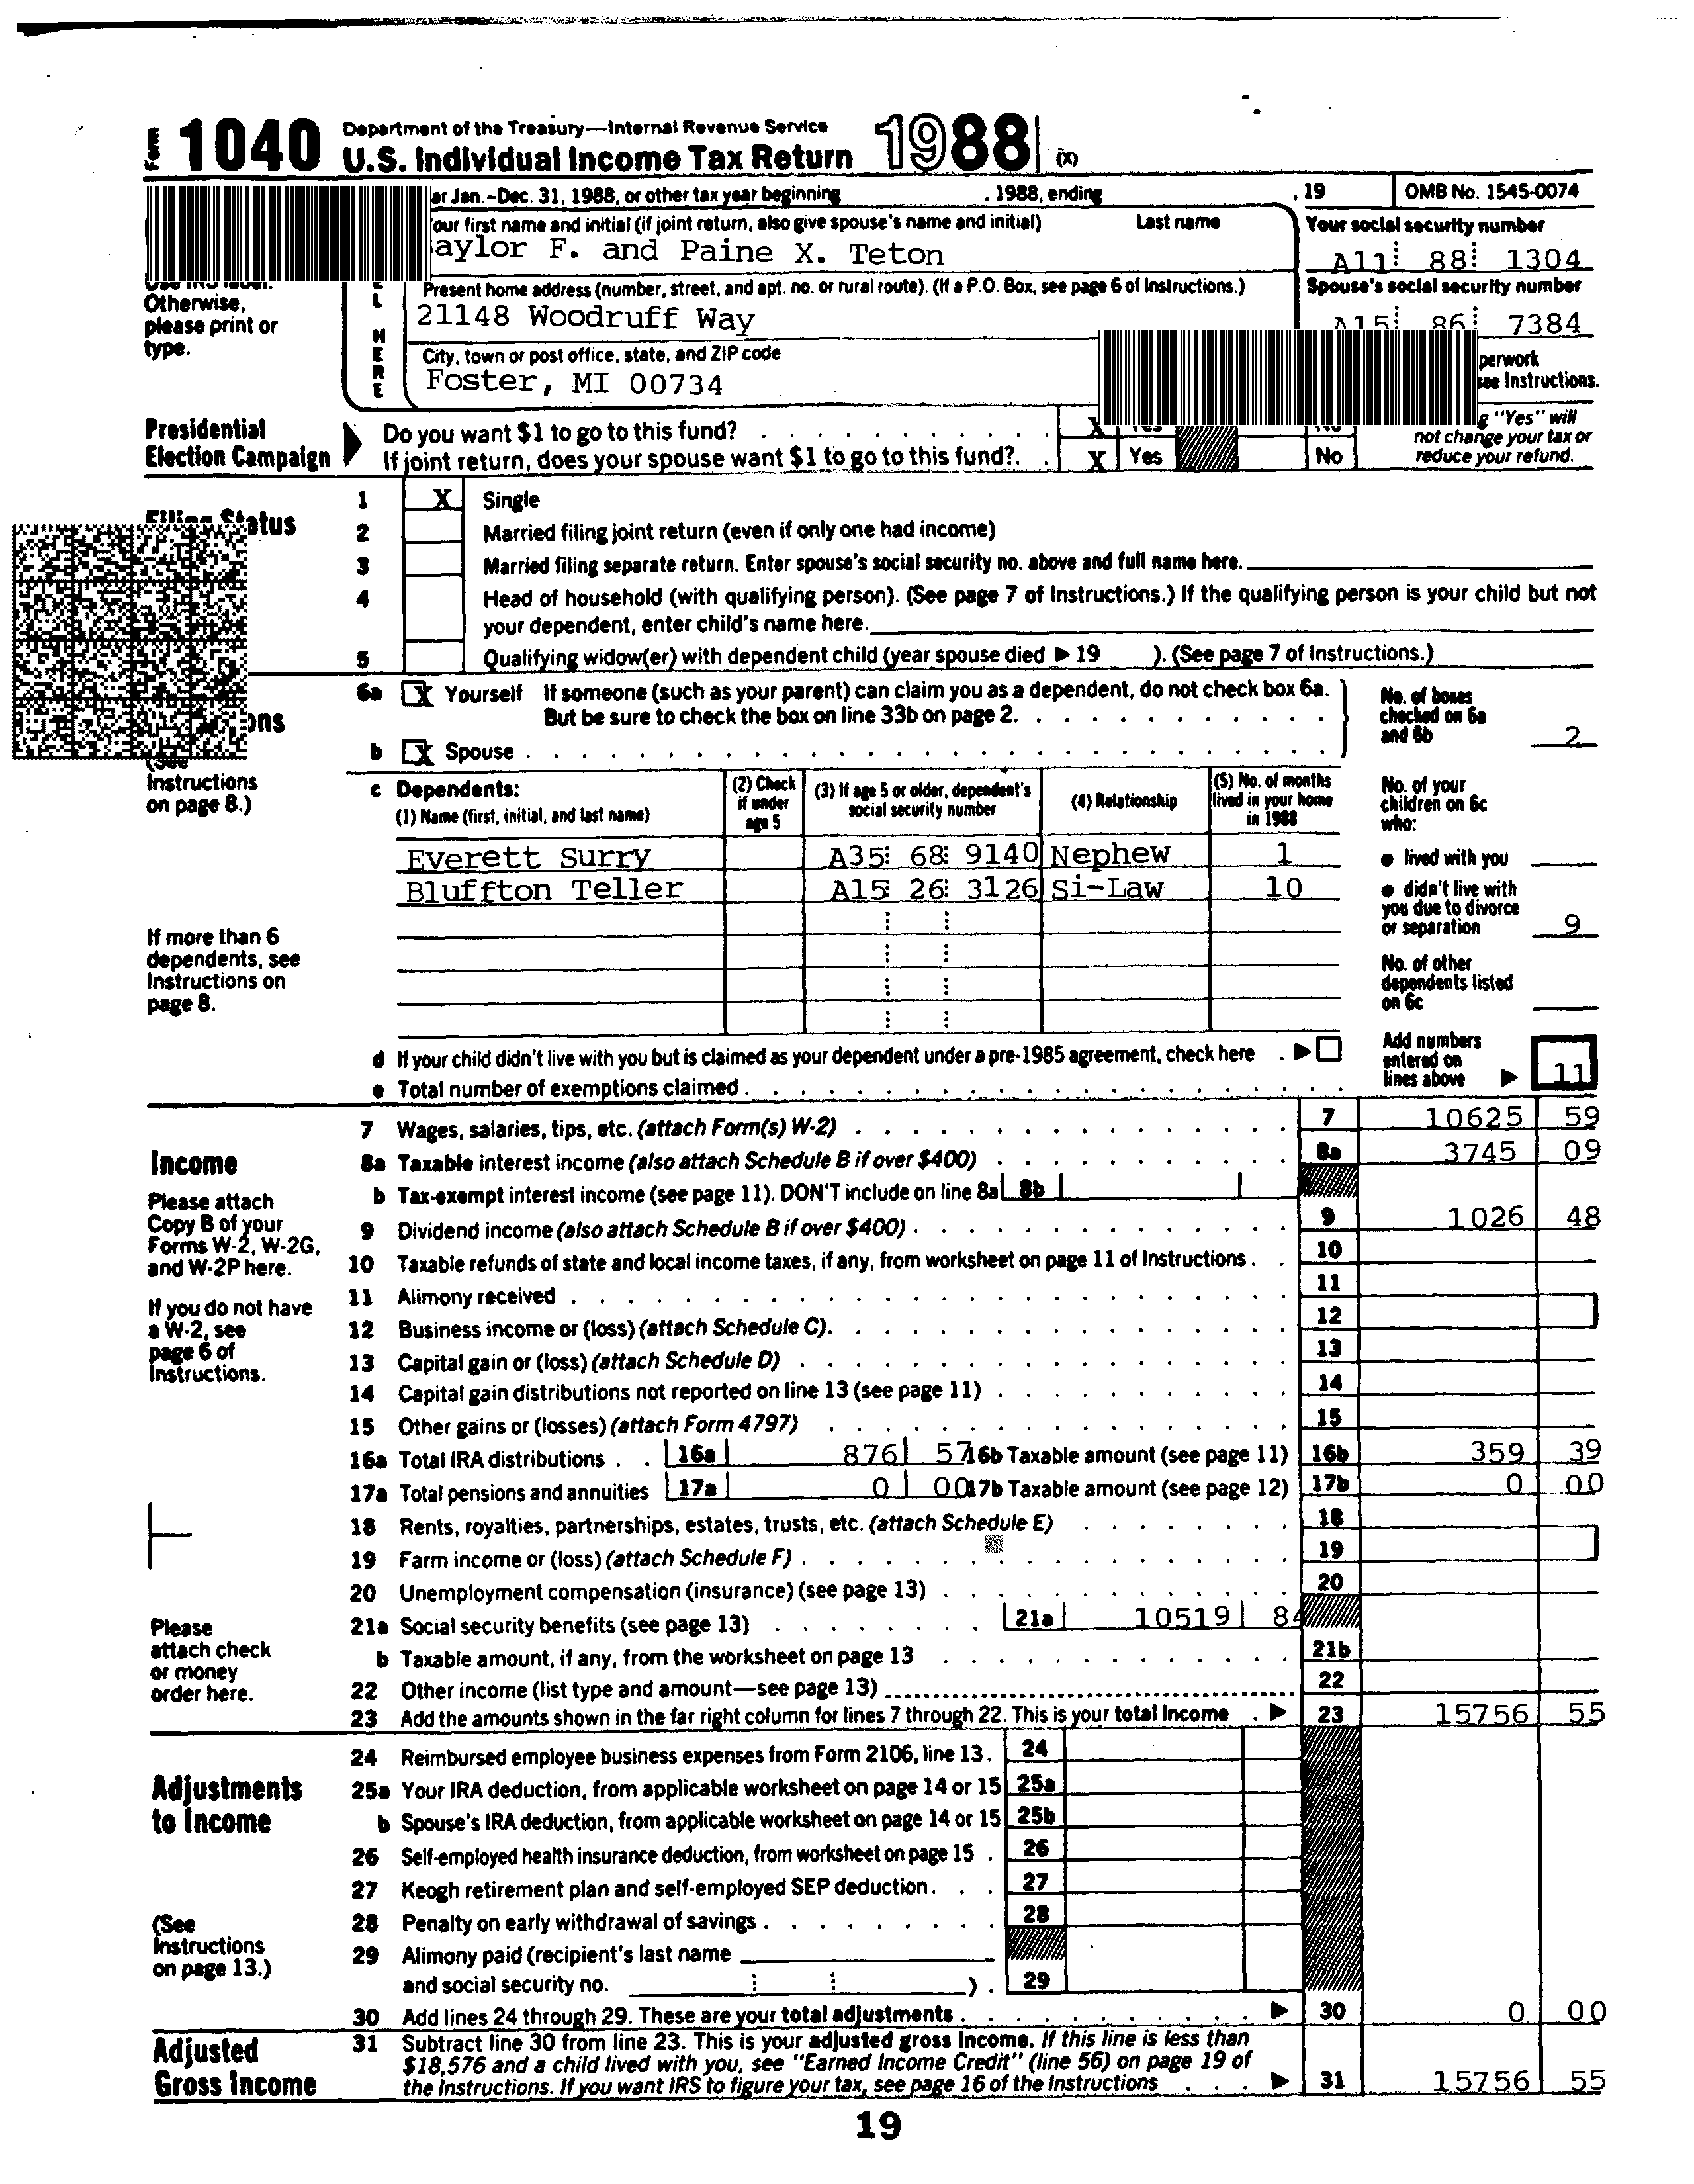 Form 1040 Department of the Treasury—Internal Revenue Service
U.S. Individual Income Tax Return 1988 (X)
ar Jan.-Dec. 31, 1988, or other tax year beginning , 1988, ending , 19 OMB No. 1545-0074
our first name and initial (if joint return, also give spouse's name and initial) Last name Your social security number
aylor F. and Paine X. Teton A11 88 1304
Present home address (number, street, and apt. no. or rural route). (If a P.O. Box, see page 6 of Instructions.) Spouse's social security number
21148 Woodruff Way A15 86 7384
Otherwise,
please print or
type.
L
HERE
City, town or post office, state, and ZIP code
Foster, MI 00734
perwork
see Instructions.
Presidential
Election Campaign
Do you want $1 to go to this fund? X Yes No
If joint return, does your spouse want $1 to go to this fund? X Yes No
g "Yes" will
not change your tax or
reduce your refund.
Filing Status
1 X Single
2 Married filing joint return (even if only one had income)
3 Married filing separate return. Enter spouse's social security no. above and full name here.
4 Head of household (with qualifying person). (See page 7 of Instructions.) If the qualifying person is your child but not
your dependent, enter child's name here.
5 Qualifying widow(er) with dependent child (year spouse died ▶ 19 ). (See page 7 of Instructions.)
ons
(See
Instructions
on page 8.)
6a X Yourself If someone (such as your parent) can claim you as a dependent, do not check box 6a.
But be sure to check the box on line 33b on page 2.
b X Spouse
No. of boxes
checked on 6a
and 6b 2
c Dependents:
(1) Name (first, initial, and last name)
(2) Check
if under
age 5
(3) If age 5 or older, dependent's
social security number
(4) Relationship
(5) No. of months
lived in your home
in 1988
Everett Surry A35 68 9140 Nephew 1
Bluffton Teller A15 26 3126 Si-Law 10
No. of your
children on 6c
who:
● lived with you
● didn't live with
you due to divorce
or separation 9
No. of other
dependents listed
on 6c
If more than 6
dependents, see
Instructions on
page 8.
d If your child didn't live with you but is claimed as your dependent under a pre-1985 agreement, check here ▶
e Total number of exemptions claimed
Add numbers
entered on
lines above ▶ 11
Income
Please attach
Copy B of your
Forms W-2, W-2G,
and W-2P here.
If you do not have
a W-2, see
page 6 of
Instructions.
7 Wages, salaries, tips, etc. (attach Form(s) W-2) 7 10625 59
8a Taxable interest income (also attach Schedule B if over $400) 8a 3745 09
b Tax-exempt interest income (see page 11). DON'T include on line 8a 8b
9 Dividend income (also attach Schedule B if over $400) 9 1026 48
10 Taxable refunds of state and local income taxes, if any, from worksheet on page 11 of Instructions 10
11 Alimony received 11
12 Business income or (loss) (attach Schedule C) 12
13 Capital gain or (loss) (attach Schedule D) 13
14 Capital gain distributions not reported on line 13 (see page 11) 14
15 Other gains or (losses) (attach Form 4797) 15
16a Total IRA distributions 16a 876 57 16b Taxable amount (see page 11) 16b 359 39
17a Total pensions and annuities 17a 0 00 17b Taxable amount (see page 12) 17b 0 00
18 Rents, royalties, partnerships, estates, trusts, etc. (attach Schedule E) 18
19 Farm income or (loss) (attach Schedule F) 19
20 Unemployment compensation (insurance) (see page 13) 20
21a Social security benefits (see page 13) 21a 10519 84
b Taxable amount, if any, from the worksheet on page 13 21b
22 Other income (list type and amount—see page 13) 22
23 Add the amounts shown in the far right column for lines 7 through 22. This is your total income ▶ 23 15756 55
Please
attach check
or money
order here.
Adjustments
to Income
(See
Instructions
on page 13.)
24 Reimbursed employee business expenses from Form 2106, line 13 24
25a Your IRA deduction, from applicable worksheet on page 14 or 15 25a
b Spouse's IRA deduction, from applicable worksheet on page 14 or 15 25b
26 Self-employed health insurance deduction, from worksheet on page 15 26
27 Keogh retirement plan and self-employed SEP deduction 27
28 Penalty on early withdrawal of savings 28
29 Alimony paid (recipient's last name
and social security no. ) 29
30 Add lines 24 through 29. These are your total adjustments ▶ 30 0 00
Adjusted
Gross Income
31 Subtract line 30 from line 23. This is your adjusted gross income. If this line is less than
$18,576 and a child lived with you, see "Earned Income Credit" (line 56) on page 19 of
the Instructions. If you want IRS to figure your tax, see page 16 of the Instructions ▶ 31 15756 55
19